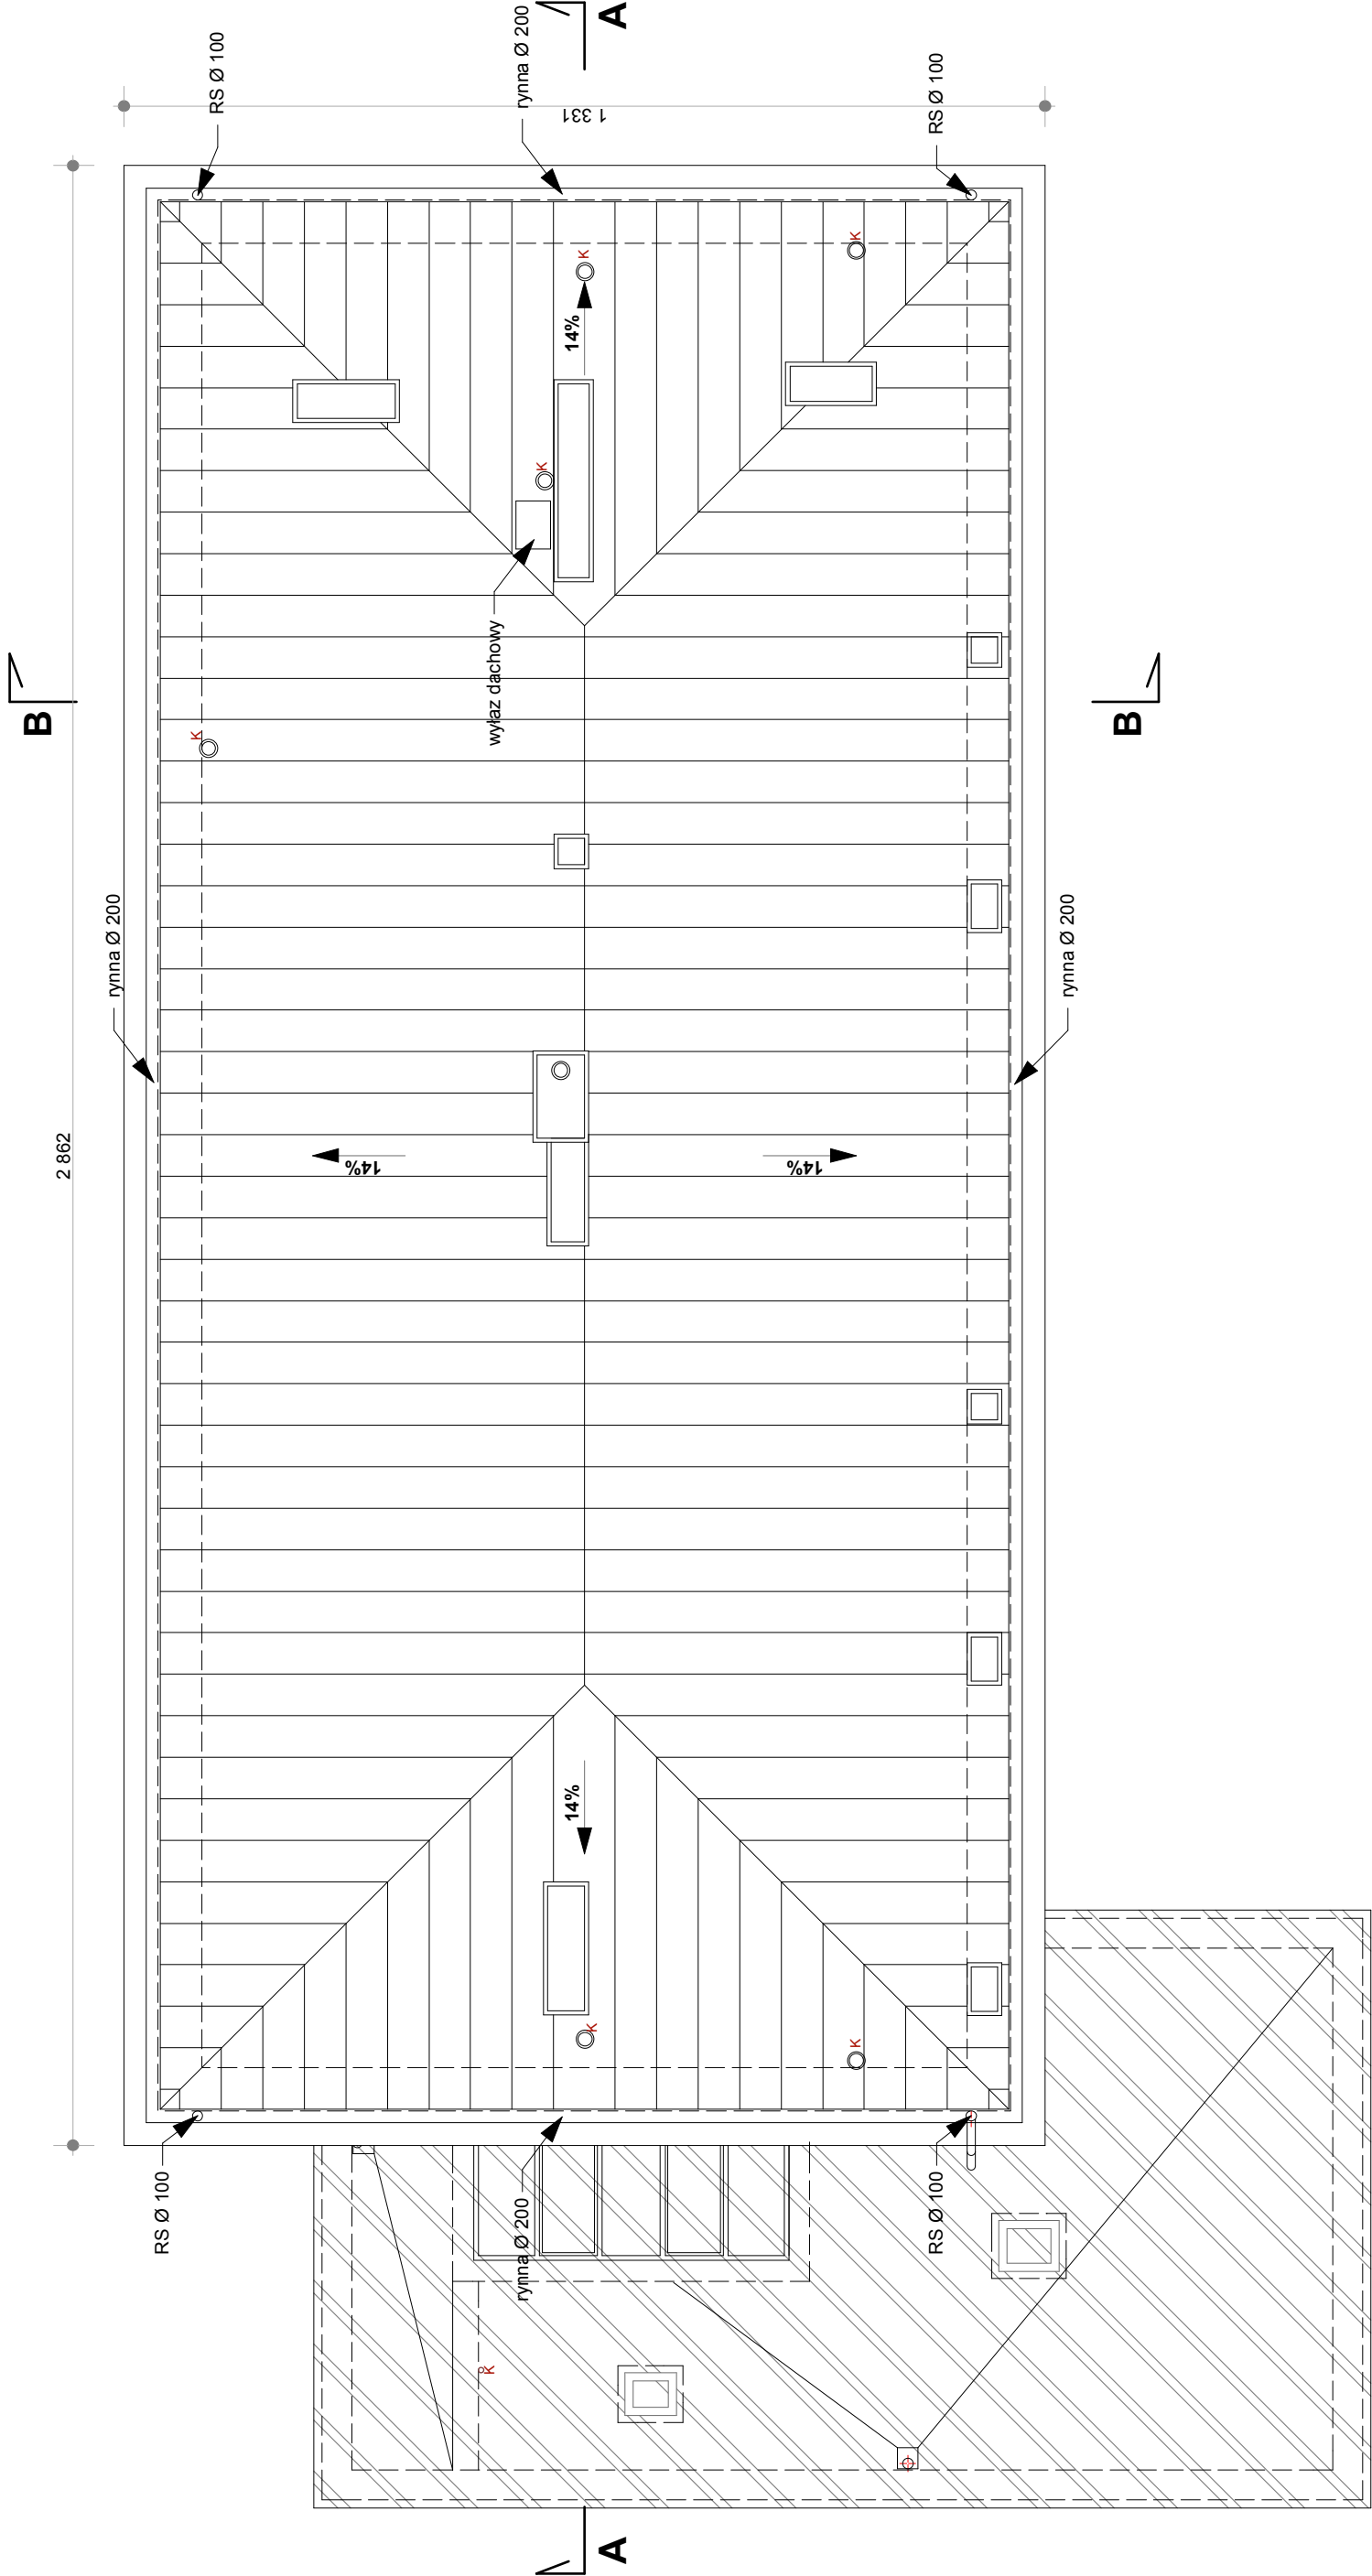 A
rynna Ø 200
RS Ø 100
1 331
RS Ø 100
K
K
14%
K
wyłaz dachowy
B
B
K
rynna Ø 200
rynna Ø 200
2 862
14%
14%
14%
K
K
RS Ø 100
RS Ø 100
rynna Ø 200
K
A